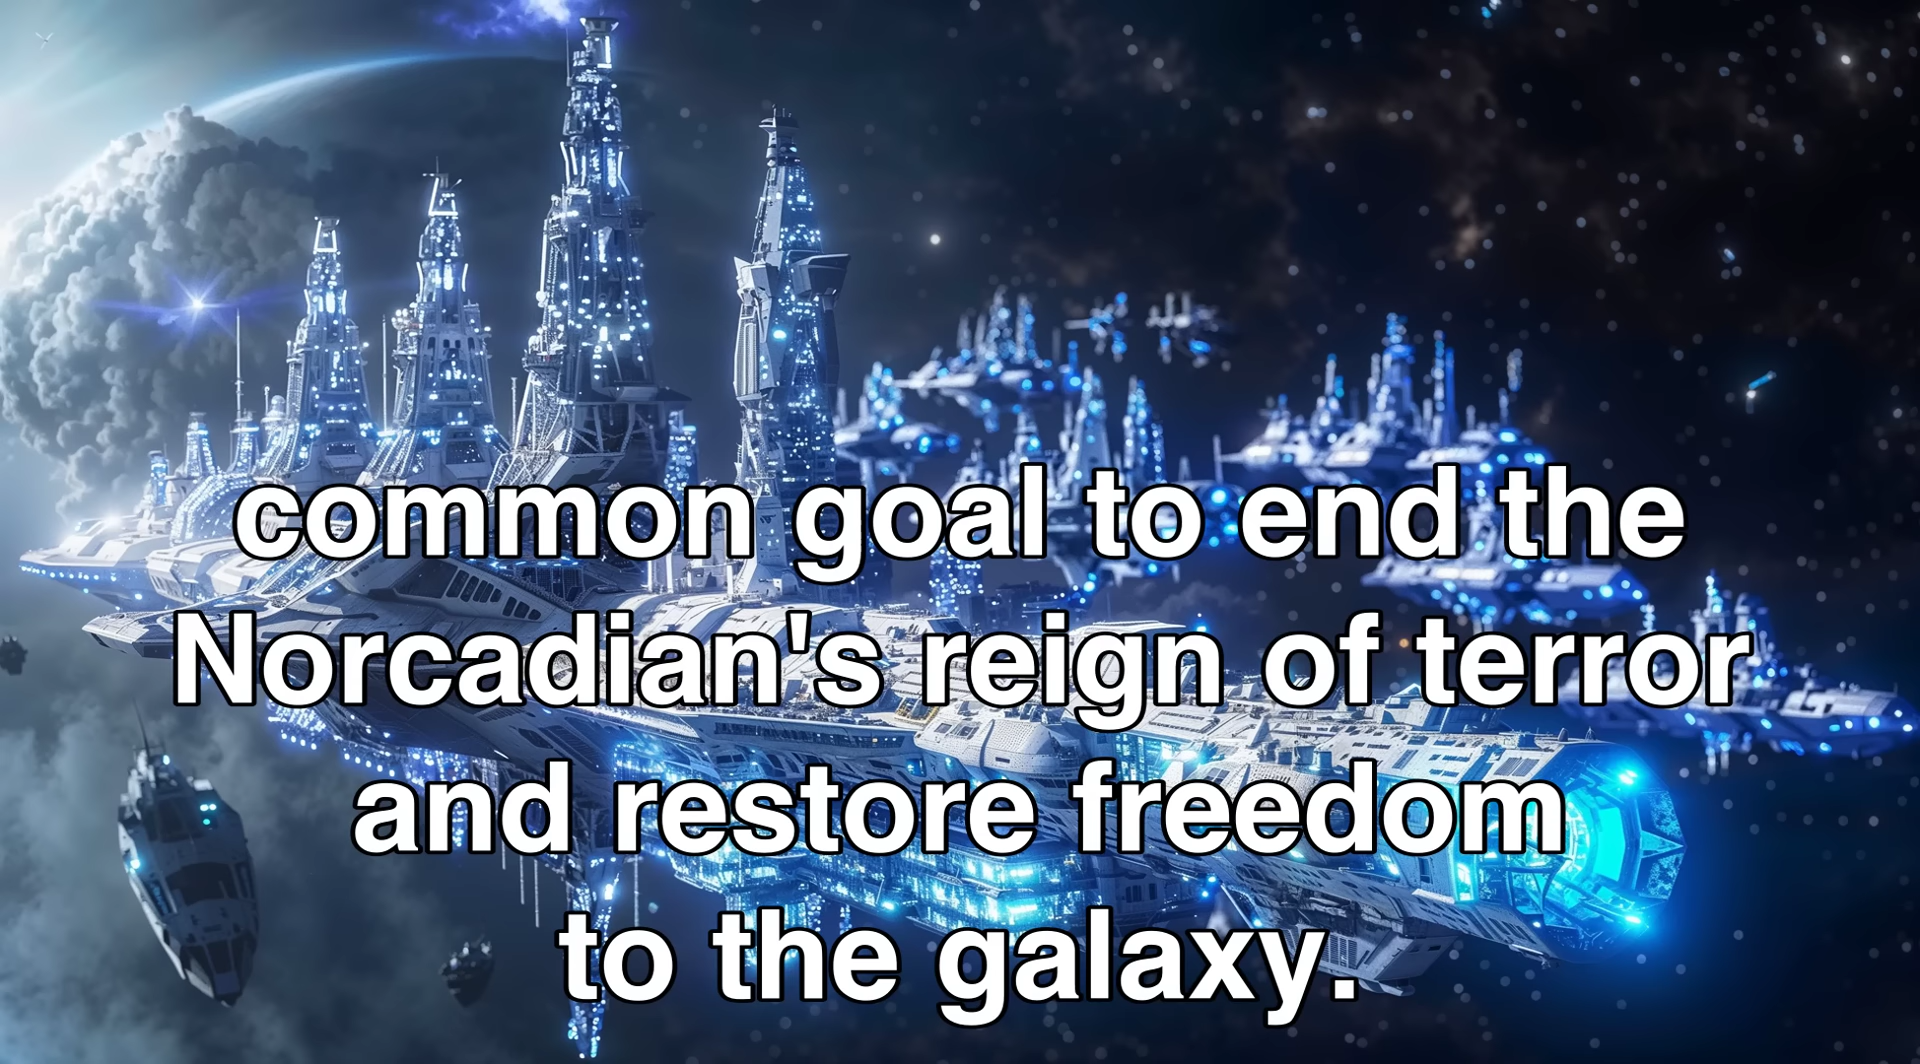 common goal to end the
Norcadian's reign of terror
and restore freedom
to the galaxy.